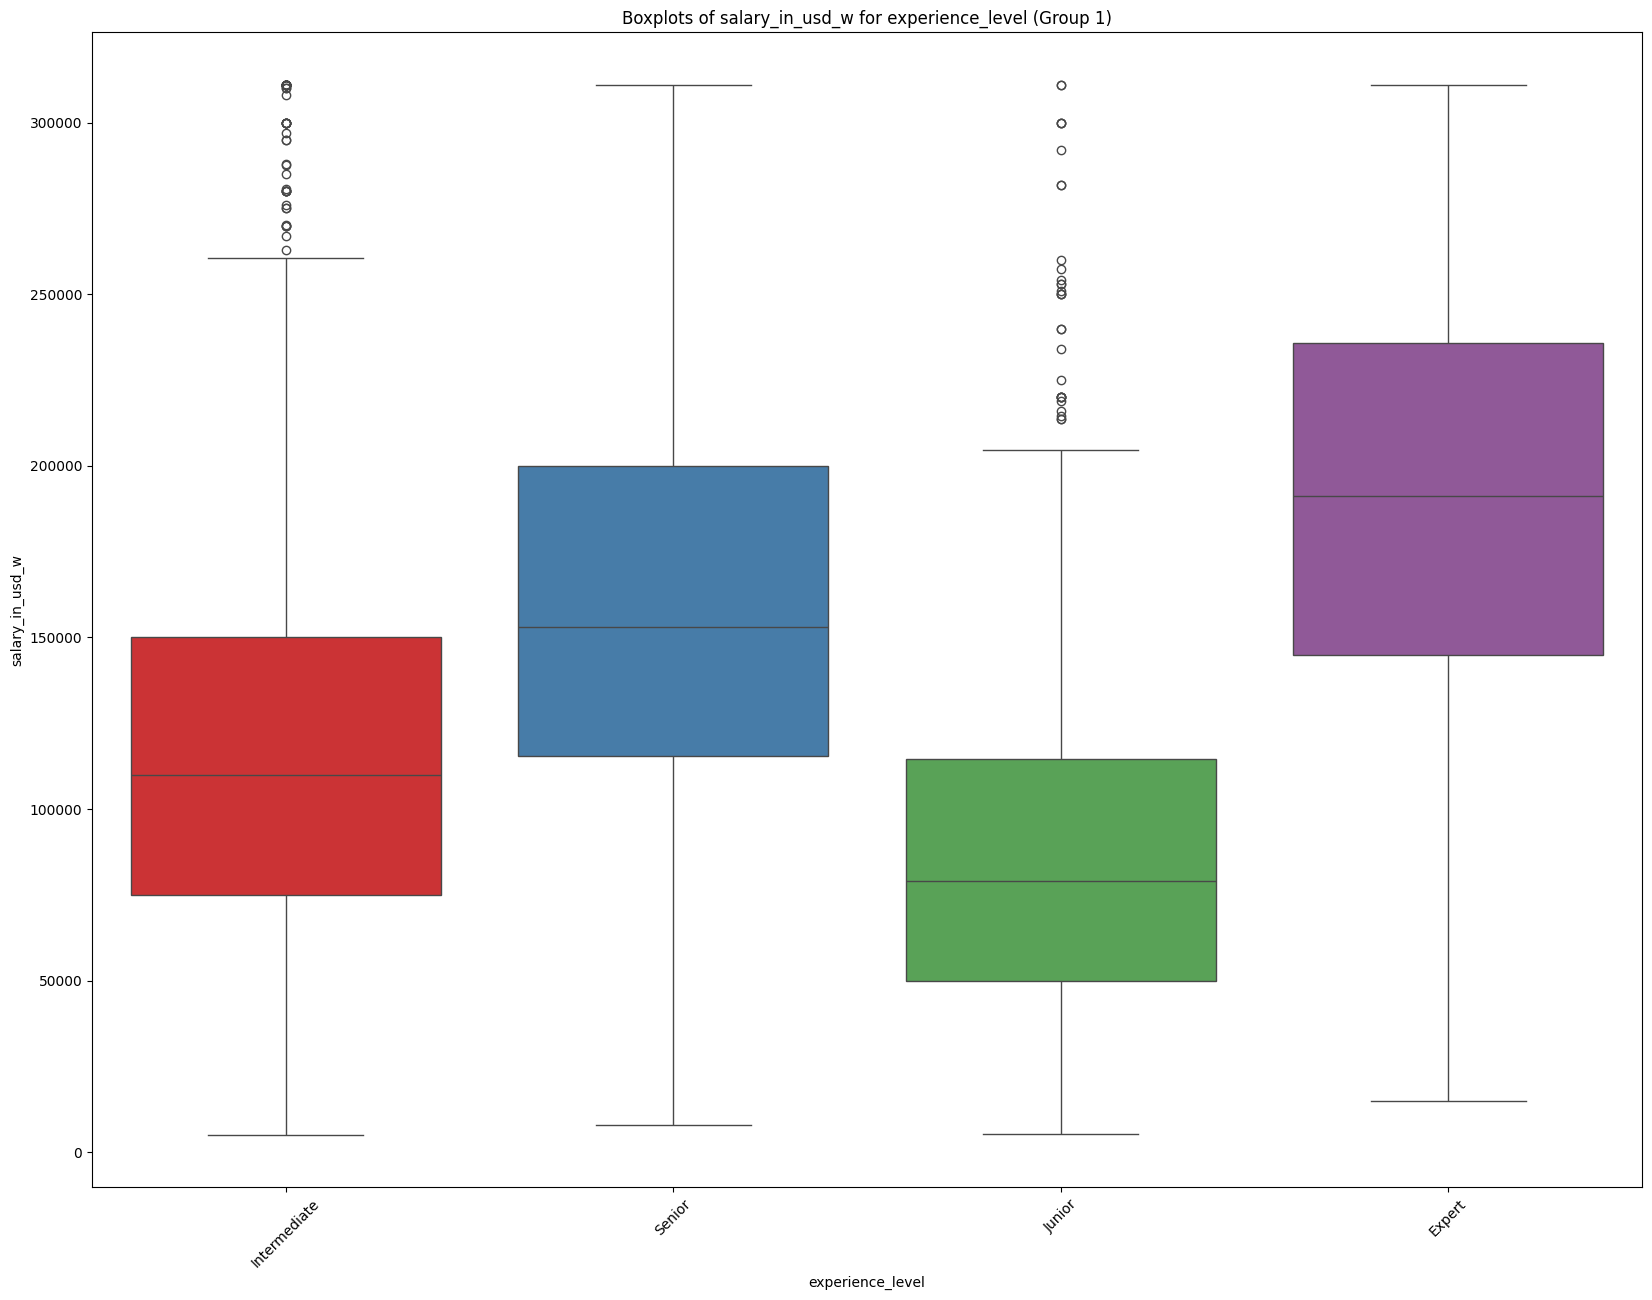 Boxplots of salary_in_usd_w for experience_level (Group 1)
salary_in_usd_w
300000
250000
200000
150000
100000
50000
0
Intermediate
Senior
Junior
Expert
experience_level